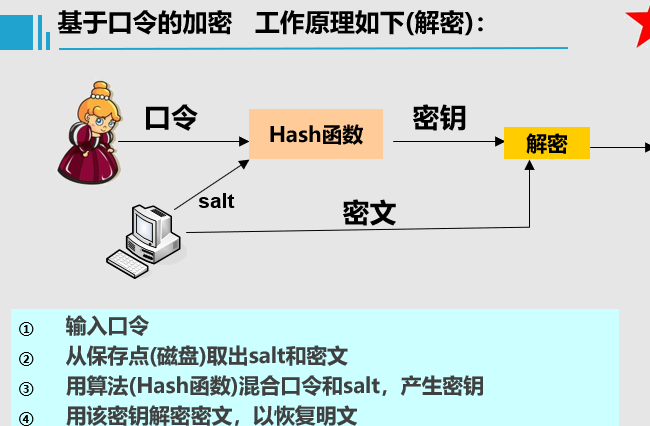 基于口令的加密 工作原理如下(解密)：
口令
Hash函数
密钥
解密
salt
密文
① 输入口令
② 从保存点(磁盘)取出salt和密文
③ 用算法(Hash函数)混合口令和salt，产生密钥
④ 用该密钥解密密文，以恢复明文